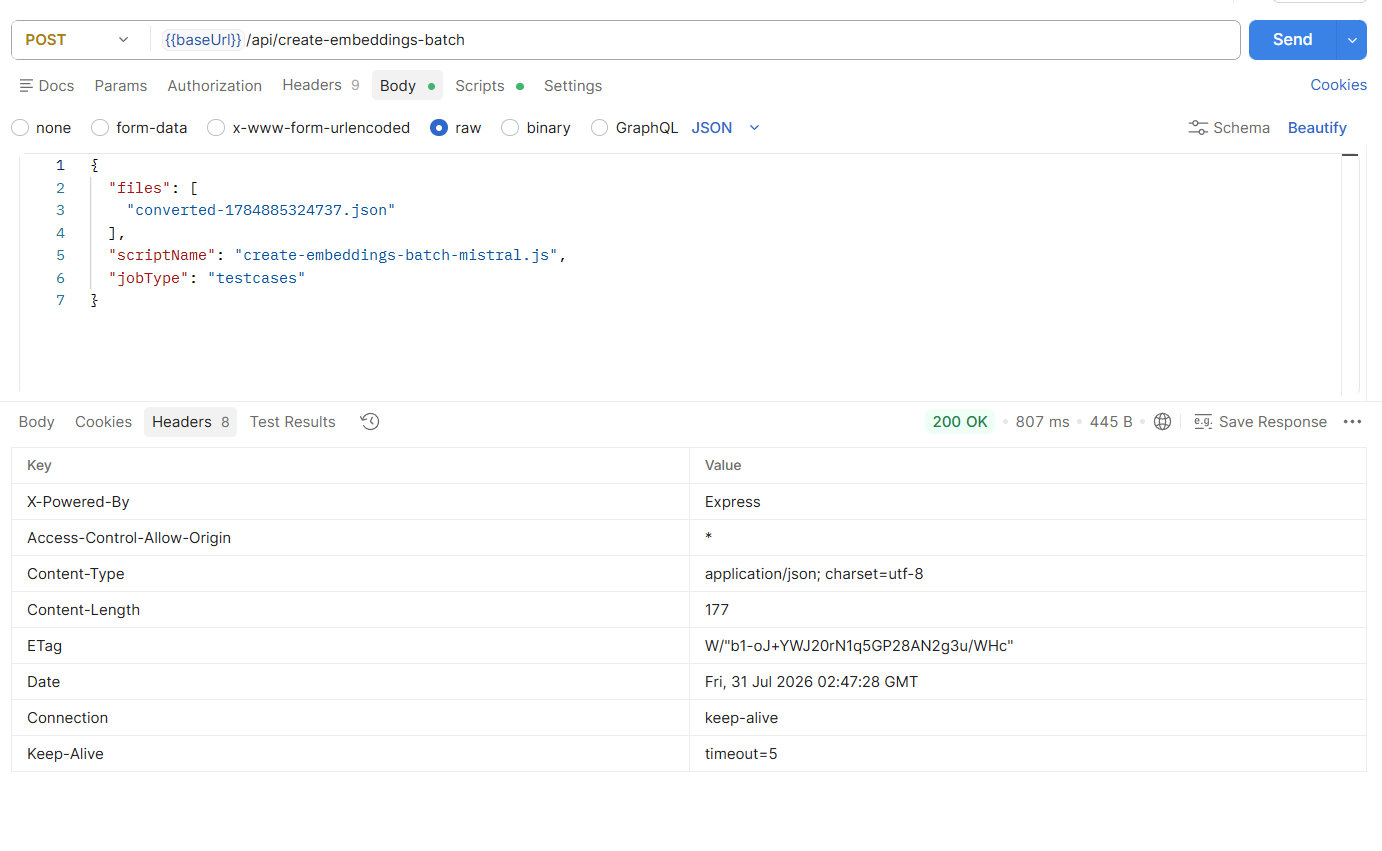 POST {{baseUrl}} /api/create-embeddings-batch Send
Docs Params Authorization Headers 9 Body Scripts Settings Cookies
none form-data x-www-form-urlencoded raw binary GraphQL JSON Schema Beautify
1 {
2 "files": [
3 "converted-1784885324737.json"
4 ],
5 "scriptName": "create-embeddings-batch-mistral.js",
6 "jobType": "testcases"
7 }
Body Cookies Headers 8 Test Results 200 OK 807 ms 445 B e.g. Save Response
Key Value
X-Powered-By Express
Access-Control-Allow-Origin *
Content-Type application/json; charset=utf-8
Content-Length 177
ETag W/"b1-oJ+YWJ20rN1q5GP28AN2g3u/WHc"
Date Fri, 31 Jul 2026 02:47:28 GMT
Connection keep-alive
Keep-Alive timeout=5